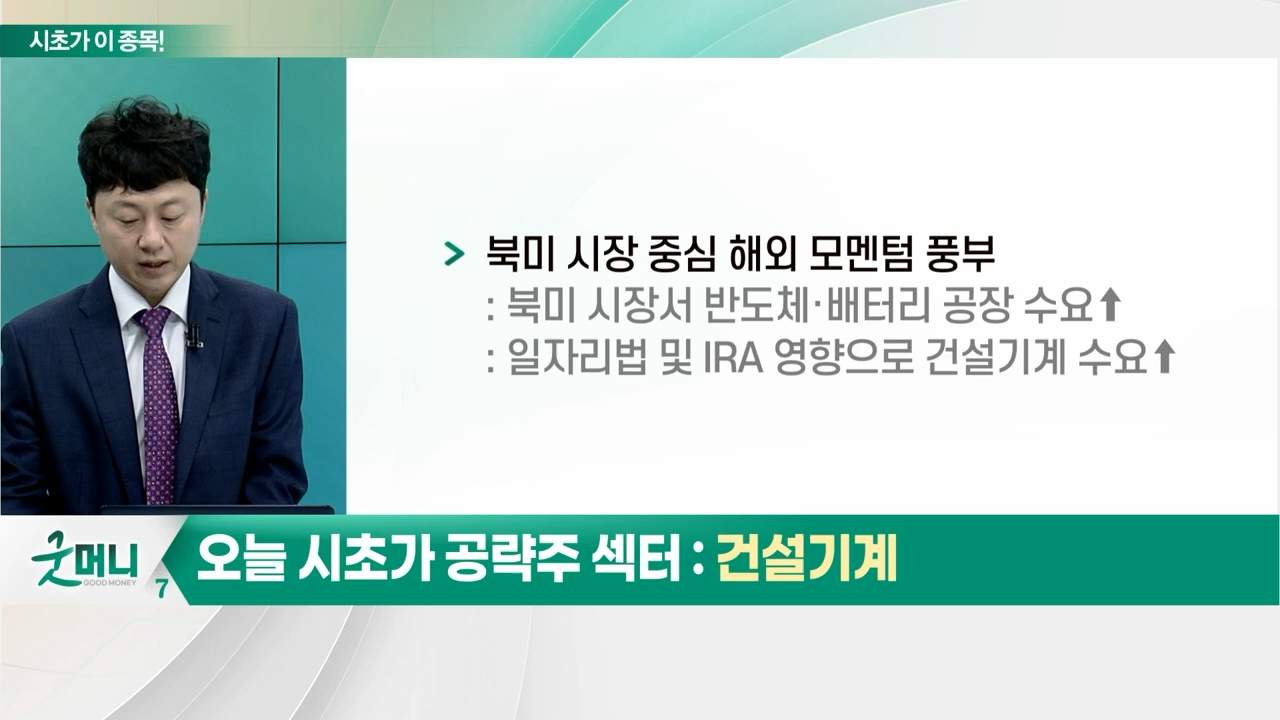 시초가 이 종목!
> 북미 시장 중심 해외 모멘텀 풍부
: 북미 시장서 반도체·배터리 공장 수요⬆
: 일자리법 및 IRA 영향으로 건설기계 수요⬆
굿머니
GOOD MONEY
7
오늘 시초가 공략주 섹터 : 건설기계